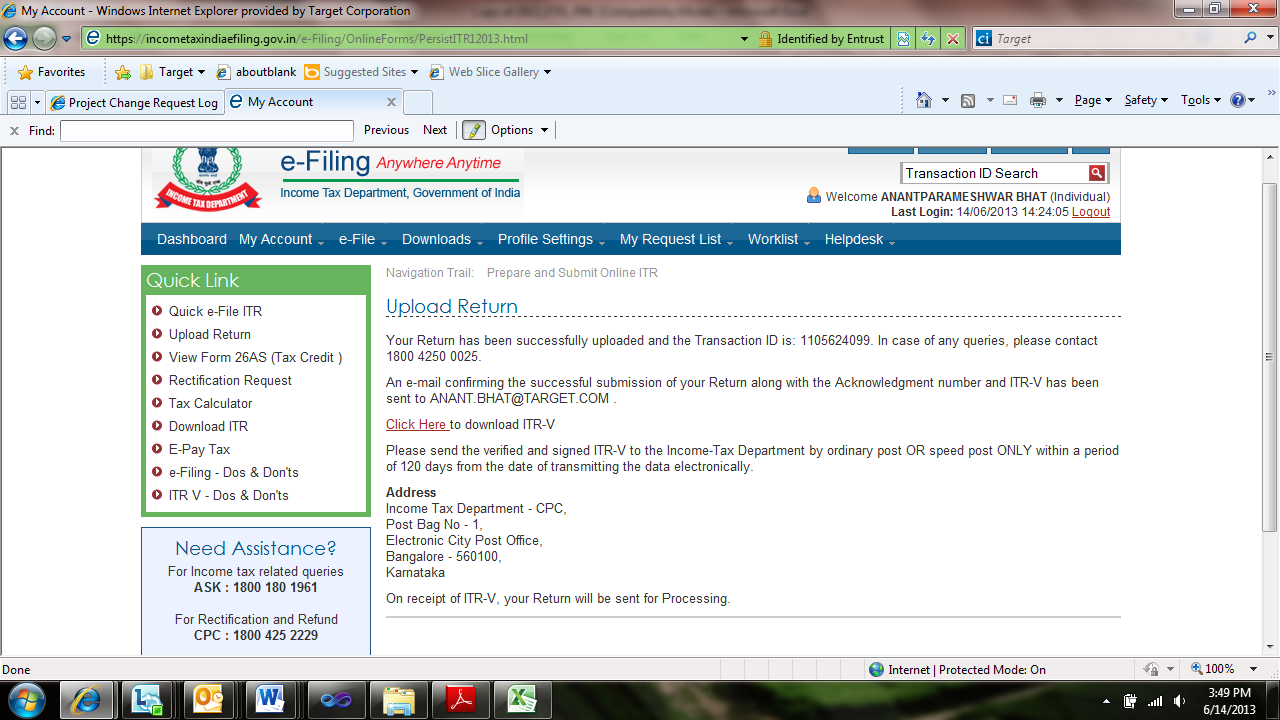 My Account - Windows Internet Explorer provided by Target Corporation
https://incometaxindiaefiling.gov.in/e-Filing/OnlineForms/PersistITR12013.html
Identified by Entrust
Target
Favorites
Target
aboutblank
Suggested Sites
Web Slice Gallery
Project Change Request Log
My Account
Page
Safety
Tools
Find:
Previous
Next
Options
INCOME TAX DEPARTMENT
e-Filing Anywhere Anytime
Income Tax Department, Government of India
Transaction ID Search
Welcome ANANTPARAMESHWAR BHAT (Individual)
Last Login: 14/06/2013 14:24:05 Logout
Dashboard My Account e-File Downloads Profile Settings My Request List Worklist Helpdesk
Quick Link
Quick e-File ITR
Upload Return
View Form 26AS (Tax Credit )
Rectification Request
Tax Calculator
Download ITR
E-Pay Tax
e-Filing - Dos & Don'ts
ITR V - Dos & Don'ts
Need Assistance?
For Income tax related queries
ASK : 1800 180 1961
For Rectification and Refund
CPC : 1800 425 2229
Navigation Trail: Prepare and Submit Online ITR
Upload Return
Your Return has been successfully uploaded and the Transaction ID is: 1105624099. In case of any queries, please contact
1800 4250 0025.
An e-mail confirming the successful submission of your Return along with the Acknowledgment number and ITR-V has been
sent to ANANT.BHAT@TARGET.COM .
Click Here to download ITR-V
Please send the verified and signed ITR-V to the Income-Tax Department by ordinary post OR speed post ONLY within a period
of 120 days from the date of transmitting the data electronically.
Address
Income Tax Department - CPC,
Post Bag No - 1,
Electronic City Post Office,
Bangalore - 560100,
Karnataka
On receipt of ITR-V, your Return will be sent for Processing.
Done
Internet | Protected Mode: On
100%
3:49 PM
6/14/2013